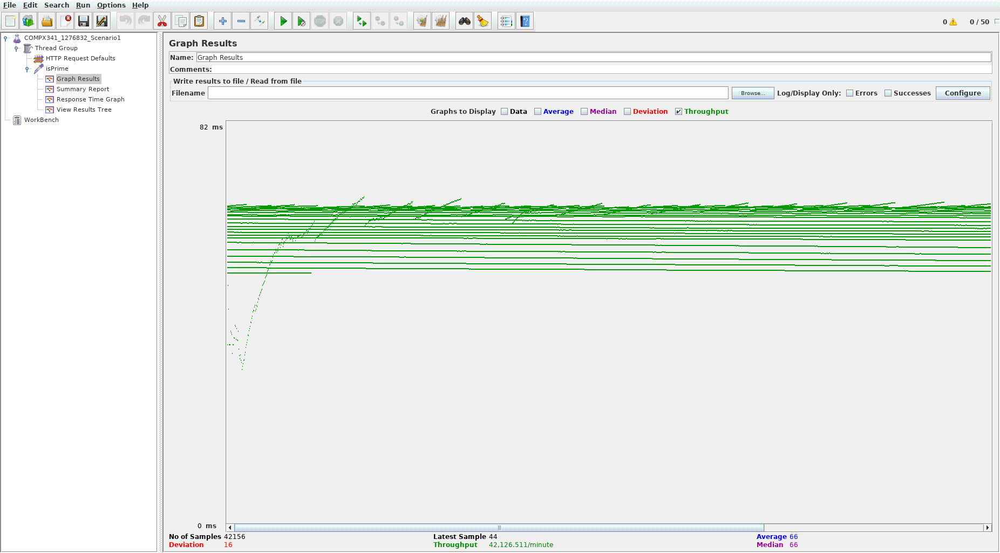 File Edit Search Run Options Help
0 0 / 50
COMPX341_1276832_Scenario1
Thread Group
HTTP Request Defaults
isPrime
Graph Results
Summary Report
Response Time Graph
View Results Tree
WorkBench
Graph Results
Name: Graph Results
Comments:
Write results to file / Read from file
Filename Browse... Log/Display Only: Errors Successes Configure
Graphs to Display Data Average Median Deviation Throughput
82 ms
0 ms
No of Samples 42156 Latest Sample 44 Average 66
Deviation 16 Throughput 42,126.511/minute Median 66